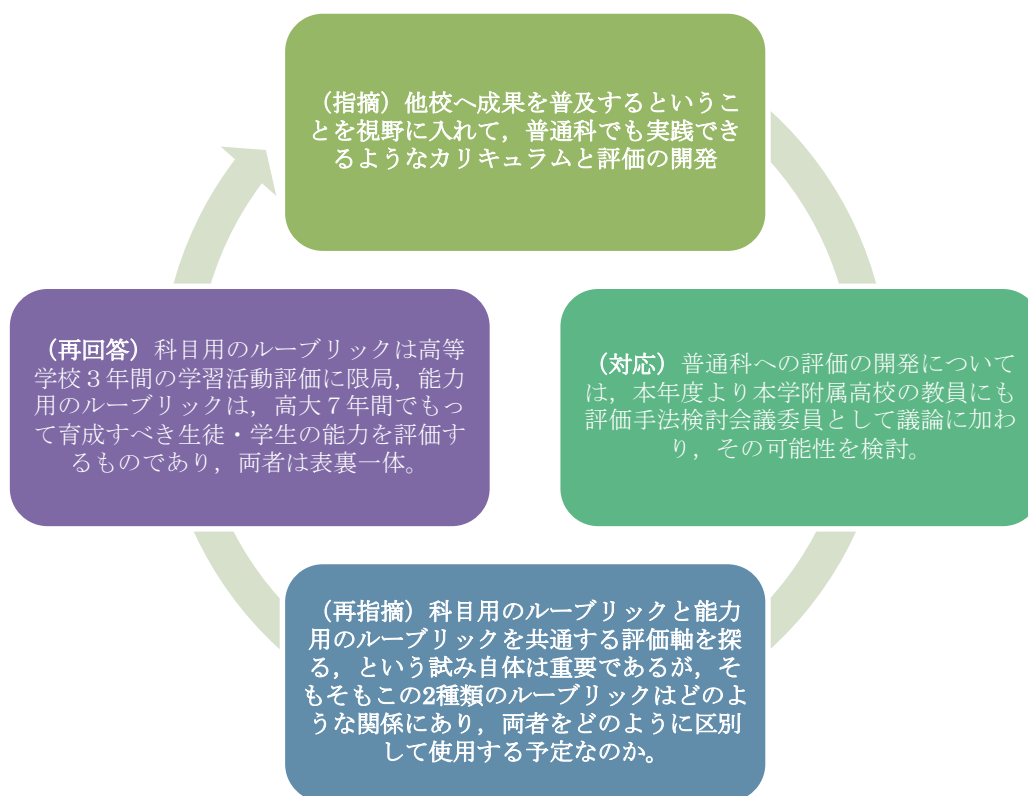 （指摘）他校へ成果を普及するというこ
とを視野に入れて，普通科でも実践でき
るようなカリキュラムと評価の開発
（対応）普通科への評価の開発について
は，本年度より本学附属高校の教員にも
評価手法検討会議委員として議論に加わ
り，その可能性を検討。
（再指摘）科目用のルーブリックと能力
用のルーブリックを共通する評価軸を探
る，という試み自体は重要であるが，そ
もそもこの2種類のルーブリックはどのよ
うな関係にあり，両者をどのように区別
して使用する予定なのか。
（再回答）科目用のルーブリックは高等
学校３年間の学習活動評価に限局，能力
用のルーブリックは，高大７年間でもっ
て育成すべき生徒・学生の能力を評価す
るものであり，両者は表裏一体。